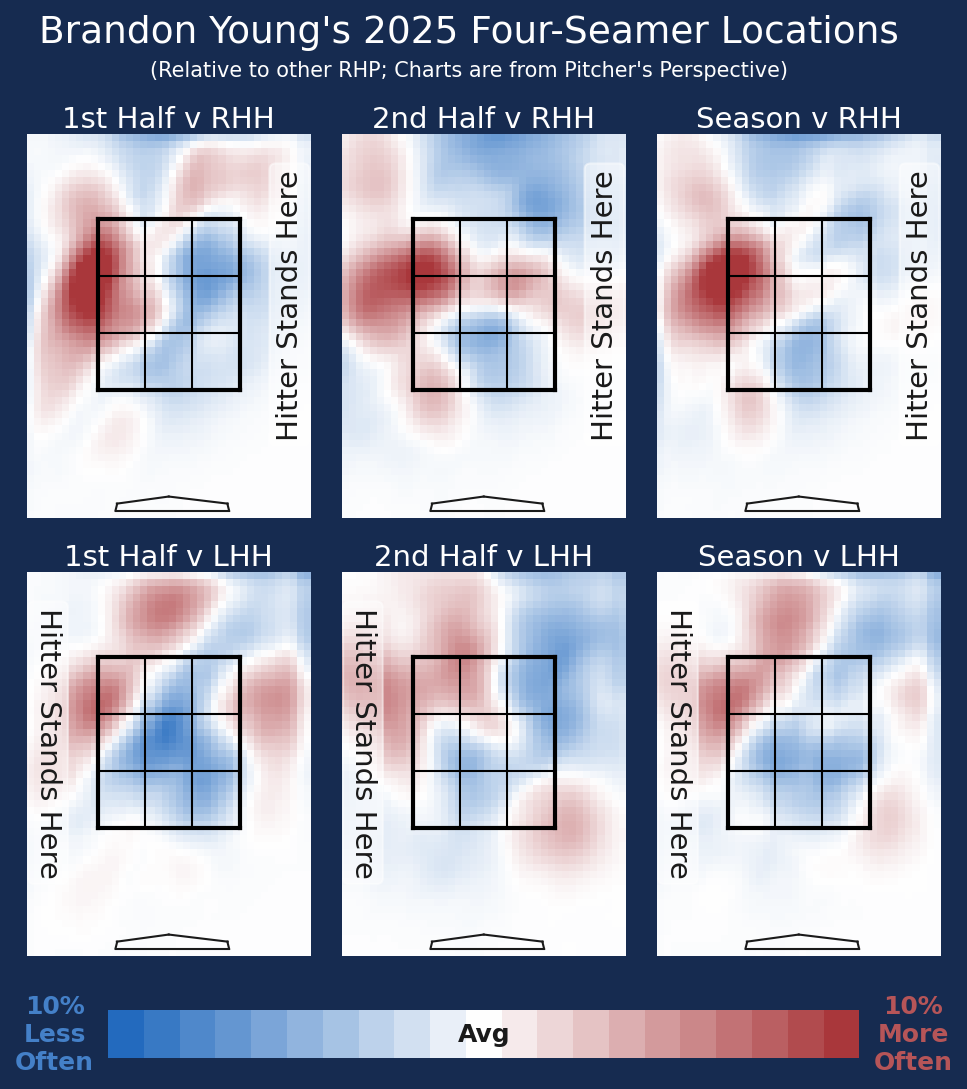 Brandon Young's 2025 Four-Seamer Locations
(Relative to other RHP; Charts are from Pitcher's Perspective)
1st Half v RHH
2nd Half v RHH
Season v RHH
Hitter Stands Here
Hitter Stands Here
Hitter Stands Here
1st Half v LHH
2nd Half v LHH
Season v LHH
Hitter Stands Here
Hitter Stands Here
Hitter Stands Here
10%
Less
Often
Avg
10%
More
Often